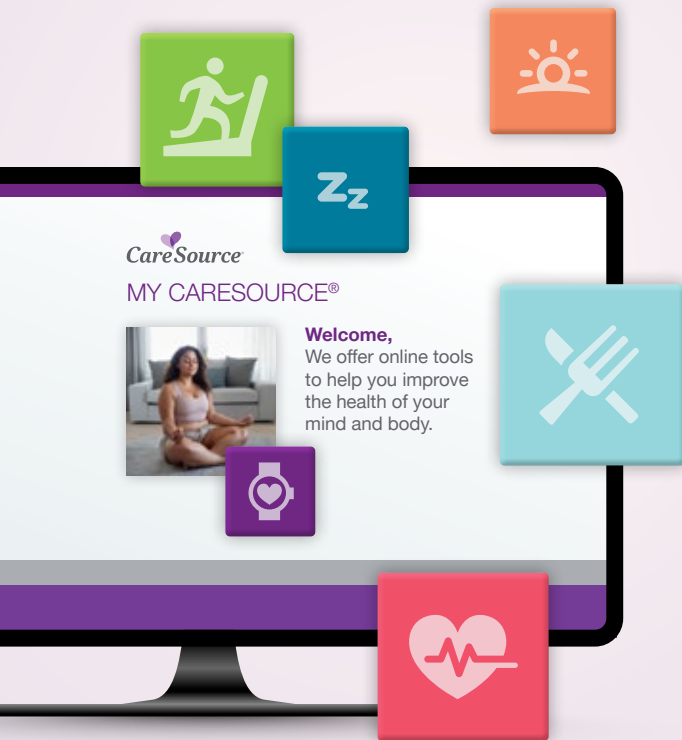 Zz
CareSource
MY CARESOURCE®
Welcome,
We offer online tools
to help you improve
the health of your
mind and body.